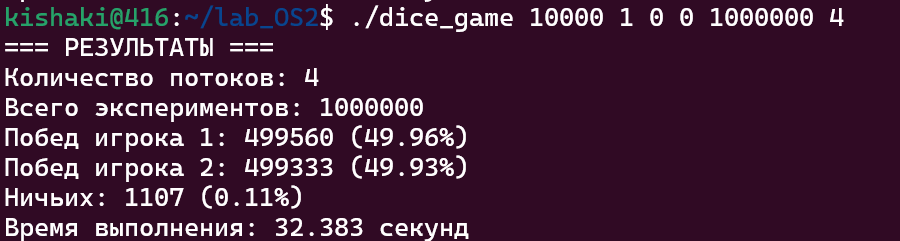 kishaki@416:~/lab_OS2$ ./dice_game 10000 1 0 0 1000000 4
=== РЕЗУЛЬТАТЫ ===
Количество потоков: 4
Всего экспериментов: 1000000
Побед игрока 1: 499560 (49.96%)
Побед игрока 2: 499333 (49.93%)
Ничьих: 1107 (0.11%)
Время выполнения: 32.383 секунд